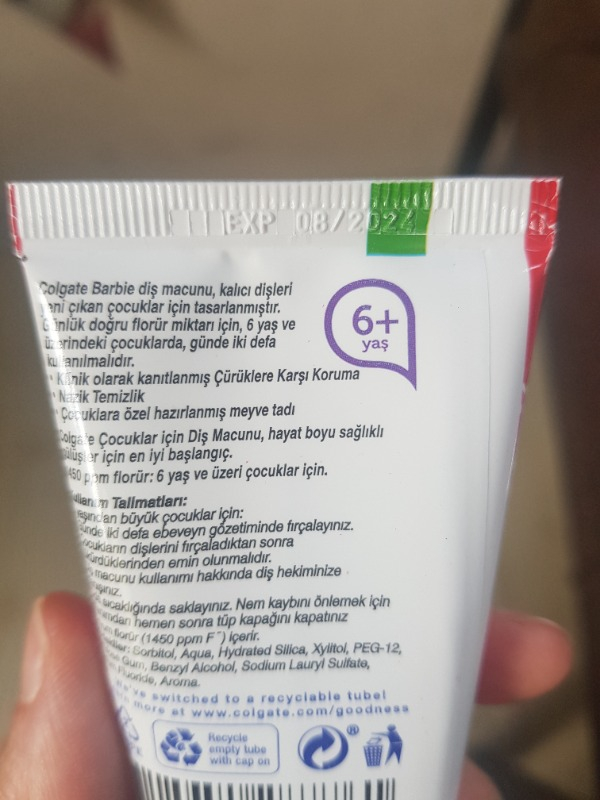 EXP 08/2024
Colgate Barbie diş macunu, kalıcı dişleri
yeni çıkan çocuklar için tasarlanmıştır.
Günlük doğru florür miktarı için, 6 yaş ve
üzerindeki çocuklarda, günde iki defa
kullanılmalıdır.
6+
yaş
• Klinik olarak kanıtlanmış Çürüklere Karşı Koruma
• Nazik Temizlik
• Çocuklara özel hazırlanmış meyve tadı
Colgate Çocuklar için Diş Macunu, hayat boyu sağlıklı
gülüşler için en iyi başlangıç.
1450 ppm florür: 6 yaş ve üzeri çocuklar için.
Kullanım Talimatları:
büyük çocuklar için:
iki defa ebeveyn gözetiminde fırçalayınız.
dişlerini fırçaladıktan sonra
emin olunmalıdır.
macunu kullanımı hakkında diş hekiminize
sıcaklığında saklayınız. Nem kaybını önlemek için
hemen sonra tüp kapağını kapatınız
florür (1450 ppm F⁻) içerir.
Sorbitol, Aqua, Hydrated Silica, Xylitol, PEG-12,
Gum, Benzyl Alcohol, Sodium Lauryl Sulfate,
Fluoride, Aroma.
We've switched to a recyclable tube!
more at www.colgate.com/goodness
Recycle
empty tube
with cap on
®